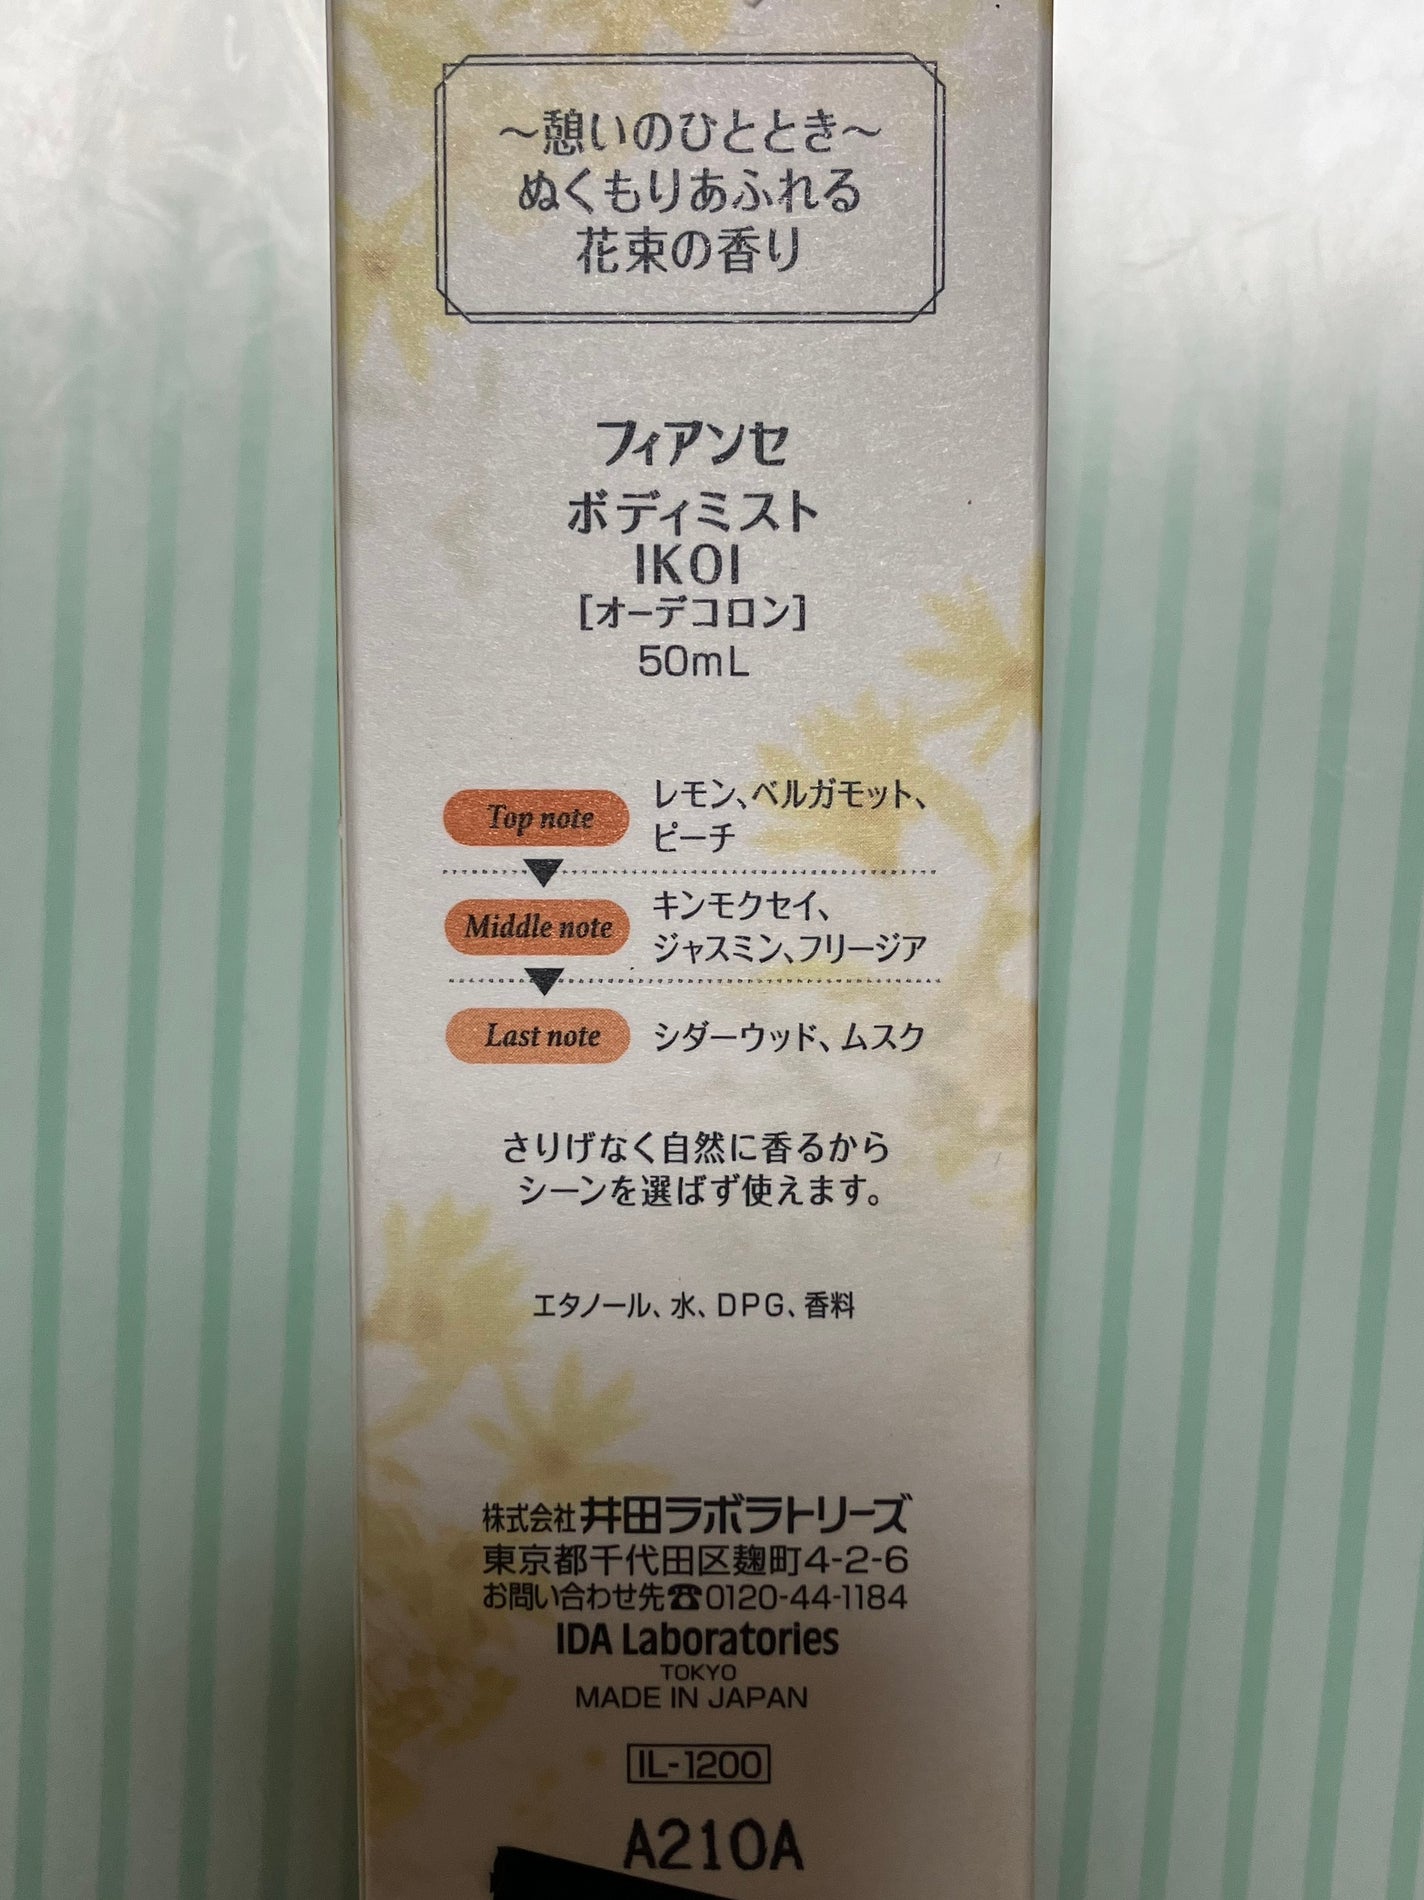 ～憩いのひととき～
ぬくもりあふれる
花束の香り
フィアンセ
ボディミスト
IKOI
[オーデコロン]
50mL
Top note
レモン、ベルガモット、
ピーチ
Middle note
キンモクセイ、
ジャスミン、フリージア
Last note
シダーウッド、ムスク
さりげなく自然に香るから
シーンを選ばず使えます。
エタノール、水、DPG、香料
株式会社 井田ラボラトリーズ
東京都千代田区麹町4-2-6
お問い合わせ先☎0120-44-1184
IDA Laboratories
TOKYO
MADE IN JAPAN
IL-1200
A210A